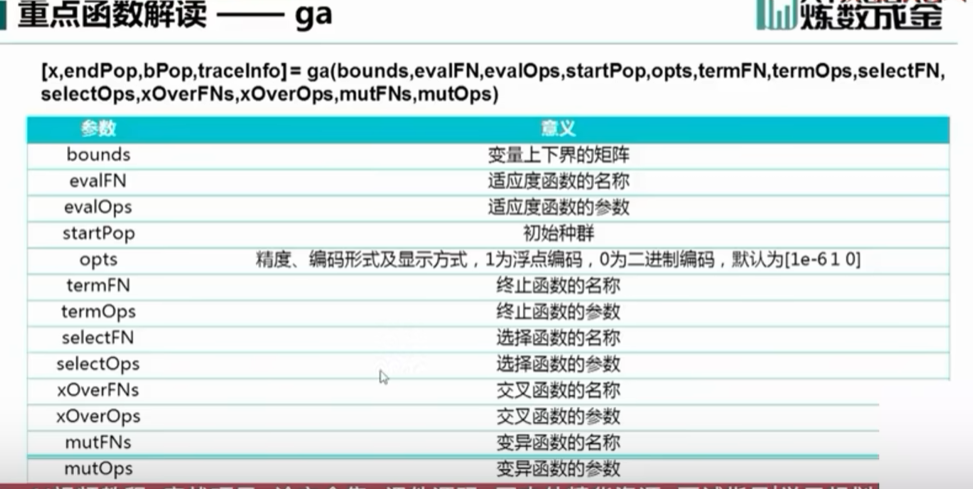 重点函数解读 —— ga
炼数成金
[x,endPop,bPop,traceInfo]= ga(bounds,evalFN,evalOps,startPop,opts,termFN,termOps,selectFN,
selectOps,xOverFNs,xOverOps,mutFNs,mutOps)
参数 意义
bounds 变量上下界的矩阵
evalFN 适应度函数的名称
evalOps 适应度函数的参数
startPop 初始种群
opts 精度、编码形式及显示方式，1为浮点编码，0为二进制编码，默认为[1e-6 1 0]
termFN 终止函数的名称
termOps 终止函数的参数
selectFN 选择函数的名称
selectOps 选择函数的参数
xOverFNs 交叉函数的名称
xOverOps 交叉函数的参数
mutFNs 变异函数的名称
mutOps 变异函数的参数